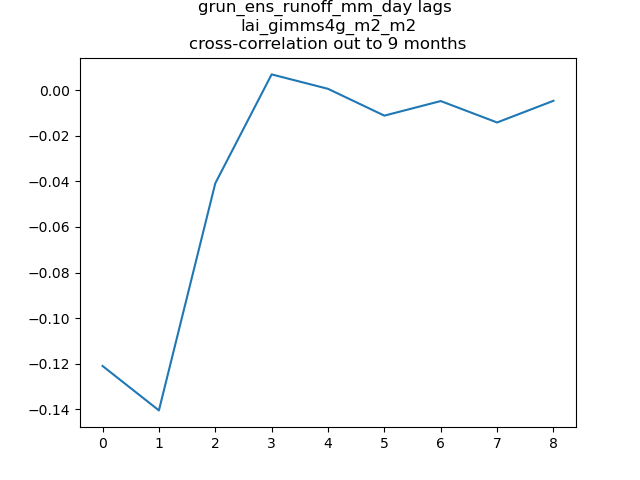 grun_ens_runoff_mm_day lags
lai_gimms4g_m2_m2
cross-correlation out to 9 months
0.00
−0.02
−0.04
−0.06
−0.08
−0.10
−0.12
−0.14
0 1 2 3 4 5 6 7 8